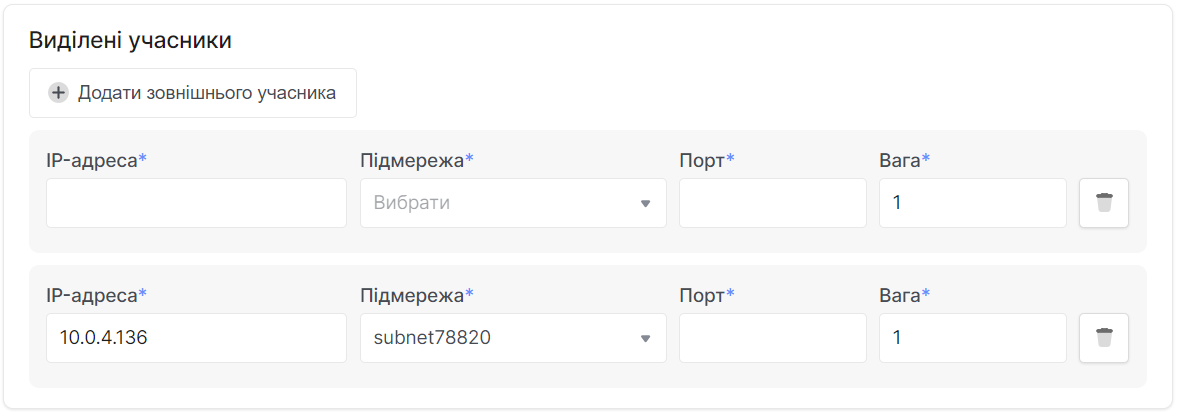 Виділені учасники
Додати зовнішнього учасника
IP-адреса* Підмережа* Порт* Вага*
Вибрати 1
IP-адреса* Підмережа* Порт* Вага*
10.0.4.136 subnet78820 1